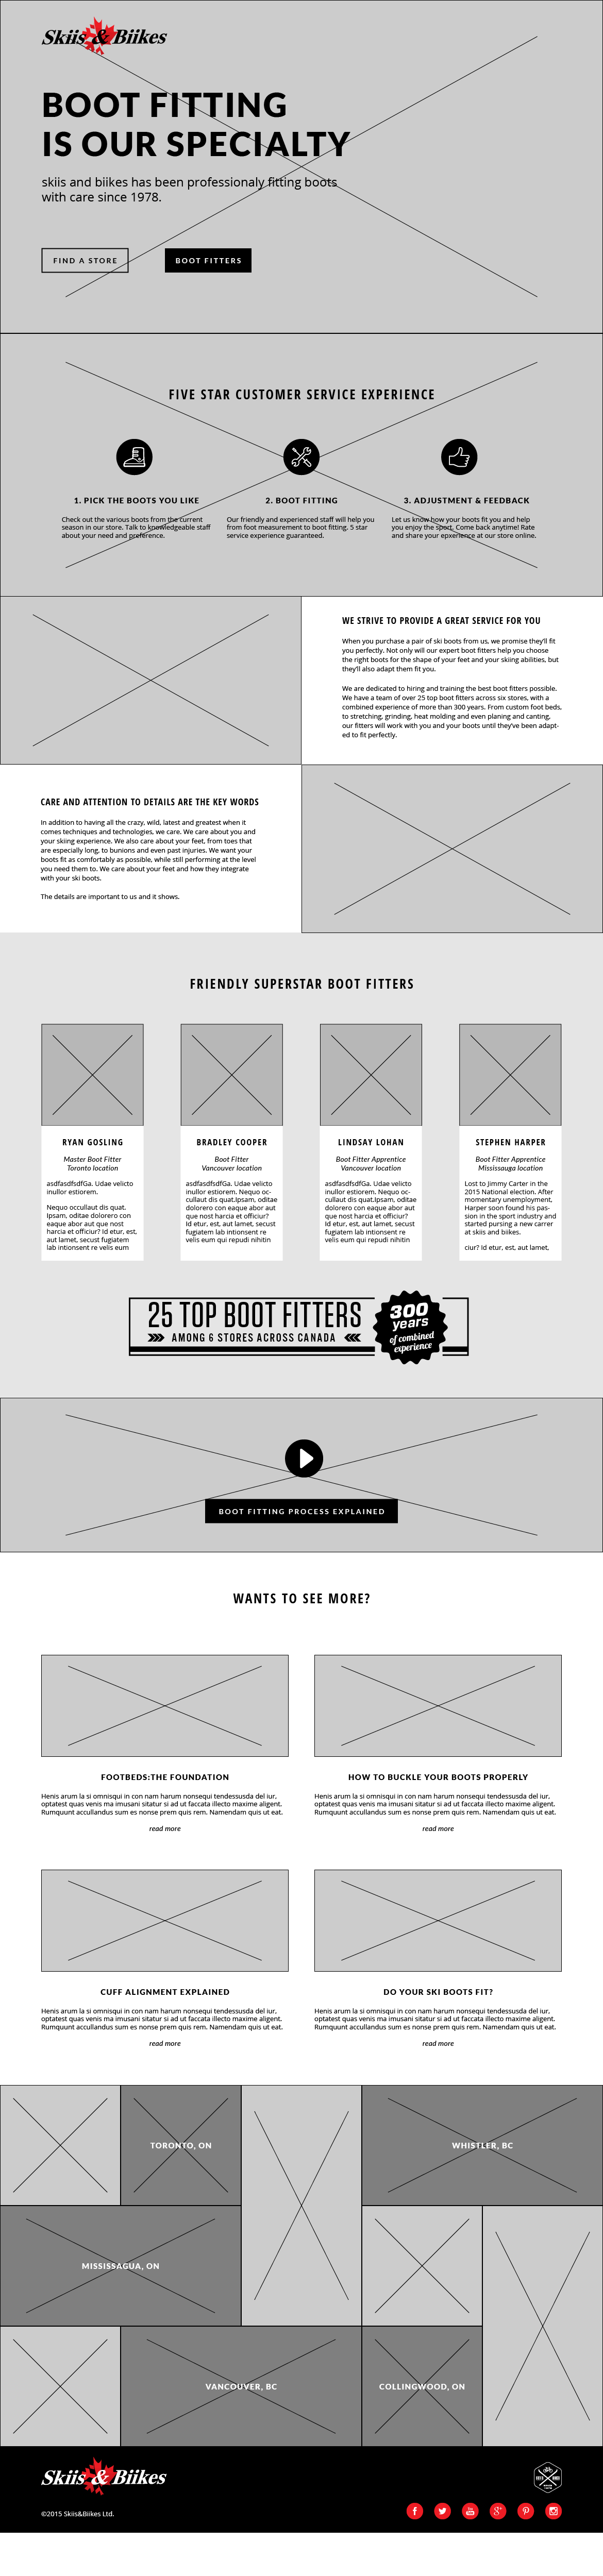 Skiis & Biikes
BOOT FITTING
IS OUR SPECIALTY
skiis and biikes has been professionaly fitting boots
with care since 1978.
FIND A STORE
BOOT FITTERS
FIVE STAR CUSTOMER SERVICE EXPERIENCE
1. PICK THE BOOTS YOU LIKE
Check out the various boots from the current
season in our store. Talk to knowledgeable staff
about your need and preference.
2. BOOT FITTING
Our friendly and experienced staff will help you
from foot measurement to boot fitting. 5 star
service experience guaranteed.
3. ADJUSTMENT & FEEDBACK
Let us know how your boots fit you and help
you enjoy the sport. Come back anytime! Rate
and share your epxerience at our store online.
WE STRIVE TO PROVIDE A GREAT SERVICE FOR YOU
When you purchase a pair of ski boots from us, we promise they'll fit
you perfectly. Not only will our expert boot fitters help you choose
the right boots for the shape of your feet and your skiing abilities, but
they'll also adapt them fit you.
We are dedicated to hiring and training the best boot fitters possible.
We have a team of over 25 top boot fitters across six stores, with a
combined experience of more than 300 years. From custom foot beds,
to stretching, grinding, heat molding and even planing and canting,
our fitters will work with you and your boots until they've been adapt-
ed to fit perfectly.
CARE AND ATTENTION TO DETAILS ARE THE KEY WORDS
In addition to having all the crazy, wild, latest and greatest when it
comes techniques and technologies, we care. We care about you and
your skiing experience. We also care about your feet, from toes that
are especially long, to bunions and even past injuries. We want your
boots fit as comfortably as possible, while still performing at the level
you need them to. We care about your feet and how they integrate
with your ski boots.
The details are important to us and it shows.
FRIENDLY SUPERSTAR BOOT FITTERS
RYAN GOSLING
Master Boot Fitter
Toronto location
asdfasdfsdfGa. Udae velicto
inullor estiorem.
Nequo occullaut dis quat.
Ipsam, oditae dolorero con
eaque abor aut que nost
harcia et officiur? Id etur, est,
aut lamet, secust fugiatem
lab intionsent re velis eum
BRADLEY COOPER
Boot Fitter
Vancouver location
asdfasdfsdfGa. Udae velicto
inullor estiorem. Nequo oc-
cullaut dis quat.Ipsam, oditae
dolorero con eaque abor aut
que nost harcia et officiur?
Id etur, est, aut lamet, secust
fugiatem lab intionsent re
velis eum qui repudi nihitin
LINDSAY LOHAN
Boot Fitter Apprentice
Vancouver location
asdfasdfsdfGa. Udae velicto
inullor estiorem. Nequo oc-
cullaut dis quat.Ipsam, oditae
dolorero con eaque abor aut
que nost harcia et officiur?
Id etur, est, aut lamet, secust
fugiatem lab intionsent re
velis eum qui repudi nihitin
STEPHEN HARPER
Boot Fitter Apprentice
Mississauga location
Lost to Jimmy Carter in the
2015 National election. After
momentary unemployment,
Harper soon found his pas-
sion in the sport industry and
started pursing a new carrer
at skiis and biikes.
ciur? Id etur, est, aut lamet,
25 TOP BOOT FITTERS
AMONG 6 STORES ACROSS CANADA
300
years
of combined
experience
BOOT FITTING PROCESS EXPLAINED
WANTS TO SEE MORE?
FOOTBEDS:THE FOUNDATION
Henis arum la si omnisqui in con nam harum nonsequi tendessusda del iur,
optatest quas venis ma imusani sitatur si ad ut faccata illecto maxime aligent.
Rumquunt accullandus sum es nonse prem quis rem. Namendam quis ut eat.
read more
HOW TO BUCKLE YOUR BOOTS PROPERLY
Henis arum la si omnisqui in con nam harum nonsequi tendessusda del iur,
optatest quas venis ma imusani sitatur si ad ut faccata illecto maxime aligent.
Rumquunt accullandus sum es nonse prem quis rem. Namendam quis ut eat.
read more
CUFF ALIGNMENT EXPLAINED
Henis arum la si omnisqui in con nam harum nonsequi tendessusda del iur,
optatest quas venis ma imusani sitatur si ad ut faccata illecto maxime aligent.
Rumquunt accullandus sum es nonse prem quis rem. Namendam quis ut eat.
read more
DO YOUR SKI BOOTS FIT?
Henis arum la si omnisqui in con nam harum nonsequi tendessusda del iur,
optatest quas venis ma imusani sitatur si ad ut faccata illecto maxime aligent.
Rumquunt accullandus sum es nonse prem quis rem. Namendam quis ut eat.
read more
TORONTO, ON
WHISTLER, BC
MISSISSAGUA, ON
VANCOUVER, BC
COLLINGWOOD, ON
Skiis & Biikes
©2015 Skiis&Biikes Ltd.